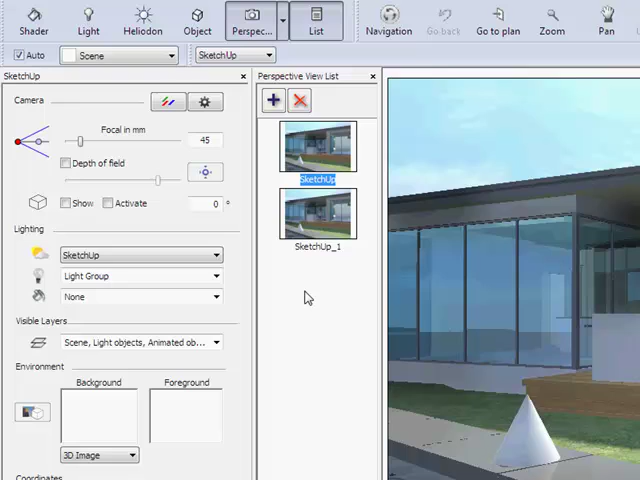 Shader Light Heliodon Object Perspec... List Navigation Go back Go to plan Zoom Pan
Auto Scene SketchUp
SketchUp
Perspective View List
Camera
Focal in mm
45
Depth of field
Show Activate 0 °
Lighting
SketchUp
Light Group
None
Visible Layers
Scene, Light objects, Animated ob...
Environment
Background Foreground
3D Image
Coordinates
SketchUp
SketchUp_1